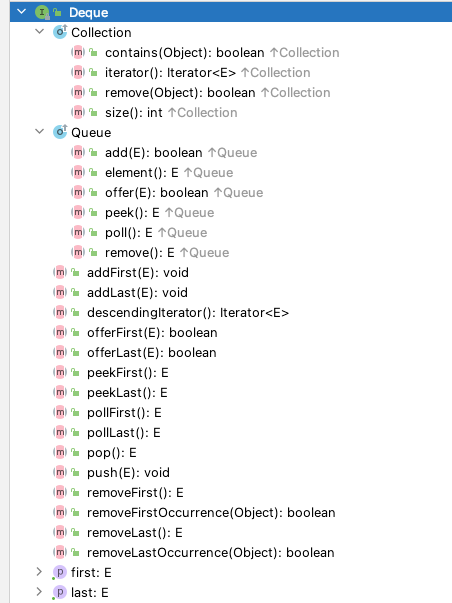 Deque
Collection
contains(Object): boolean ↑Collection
iterator(): Iterator<E> ↑Collection
remove(Object): boolean ↑Collection
size(): int ↑Collection
Queue
add(E): boolean ↑Queue
element(): E ↑Queue
offer(E): boolean ↑Queue
peek(): E ↑Queue
poll(): E ↑Queue
remove(): E ↑Queue
addFirst(E): void
addLast(E): void
descendingIterator(): Iterator<E>
offerFirst(E): boolean
offerLast(E): boolean
peekFirst(): E
peekLast(): E
pollFirst(): E
pollLast(): E
pop(): E
push(E): void
removeFirst(): E
removeFirstOccurrence(Object): boolean
removeLast(): E
removeLastOccurrence(Object): boolean
first: E
last: E